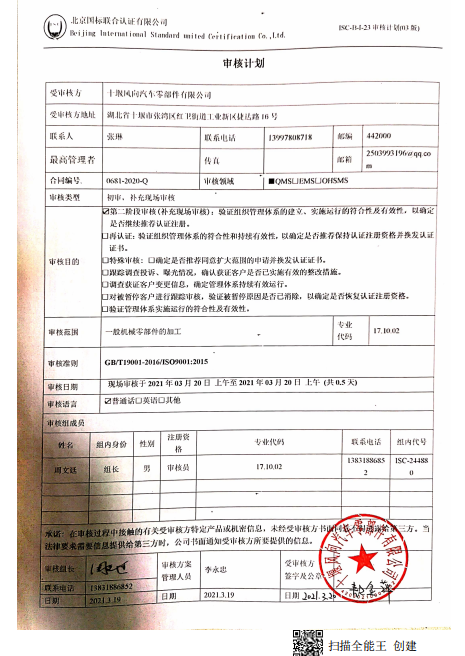 北京国标联合认证有限公司
Beijing International Standard united Certification Co.,Ltd.
ISC-B-I-23 审核计划(03版)
审核计划
受审核方 十堰风向汽车零部件有限公司
受审核方地址 湖北省十堰市张湾区红卫街道工业新区捷达路16号
联系人 张琳 联系电话 13997808718 邮编 442000
最高管理者 传真 邮箱 2503993196@qq.com
合同编号. 0681-2020-Q 审核领域 ■QMS□EMS□OHSMS
审核类型 初审, 补充现场审核
审核目的
☑第二阶段审核(补充现场审核): 验证组织管理体系的建立、实施运行的符合性及有效性, 以确定
是否继续推荐认证注册。
□再认证: 验证组织管理体系的符合性和持续有效性, 以确定是否推荐保持认证注册资格并换发认证
证书。
□特殊审核: □确定是否推荐同意扩大范围的申请并换发认证证书。
□跟踪调查投诉、曝光情况, 确认获证客户是否已实施有效的整改措施。
□调查获证客户变更信息, 确定管理体系持续有效运行。
□对被暂停客户进行跟踪审核, 验证被暂停原因是否已消除, 以确定是否恢复认证注册资格。
□验证管理体系实施运行的符合性及有效性。
审核范围 一般机械零部件的加工 专业代码 17.10.02
审核准则 GB/T19001-2016/ISO9001:2015
审核日期 现场审核于2021年03月20日 上午至2021年03月20日 上午 (共0.5天)
审核语言 ☑普通话□英语□其他
审核组成员
姓名 组内身份 性别 注册资格 专业代码 联系电话 组内代号
周文廷 组长 男 审核员 17.10.02 13831886852 ISC-244880
承诺: 在审核过程中接触的有关受审核方特定产品或机密信息, 未经受审核方书面同意不对透露给第三方。当
法律要求需要信息提供给第三方时, 公司书面通知受审核方所要提供的信息。
审核组长 审核方案管理人员 李永忠 受审核方签字及公章
联系电话 13831886852
日期 2021.3.19 日期 2021.3.19 日期 2021.3.20
十堰风向汽车零部件有限公司
扫描全能王 创建